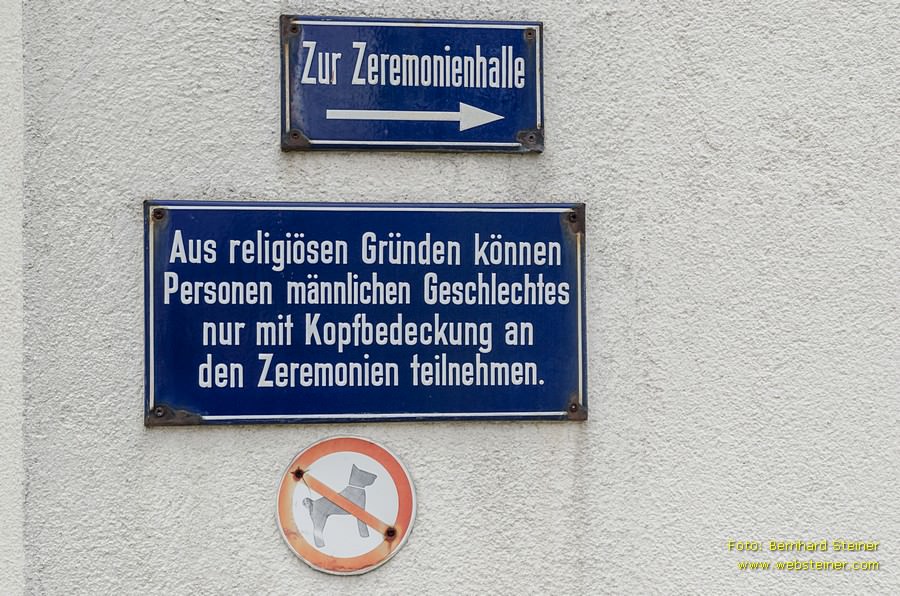 Zur Zeremonienhalle
Aus religiösen Gründen können
Personen männlichen Geschlechtes
nur mit Kopfbedeckung an
den Zeremonien teilnehmen.
Foto: Bernhard Steiner
www.websteiner.com